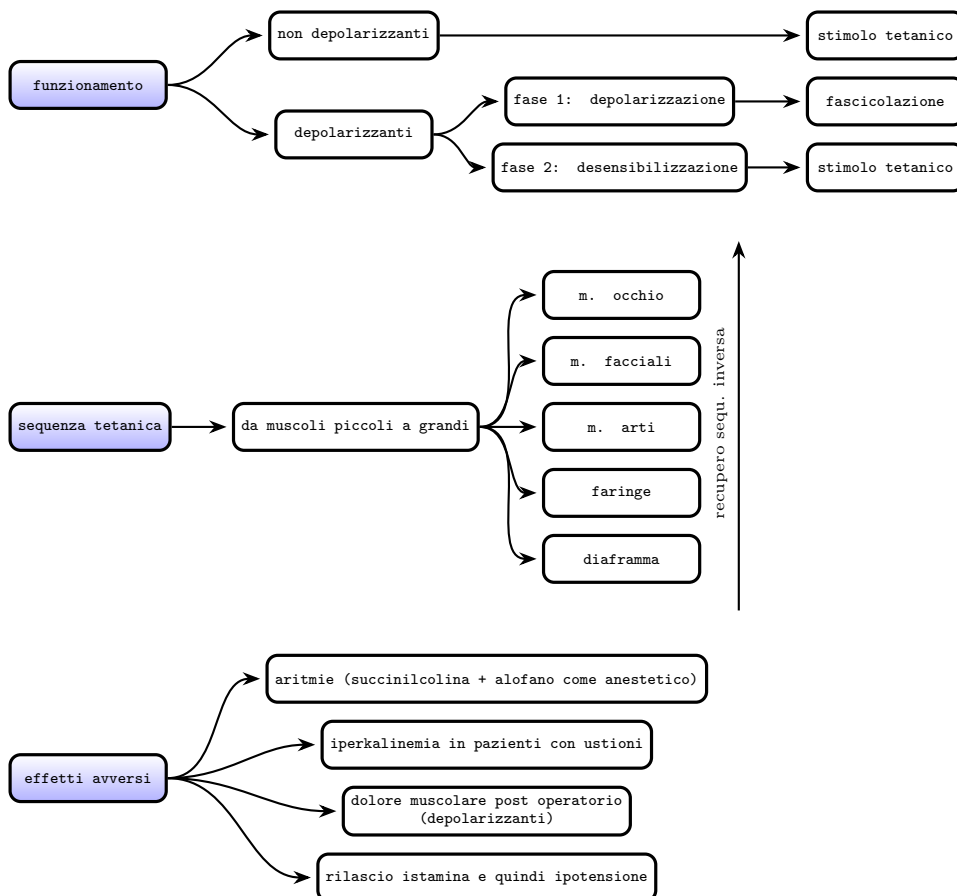 non depolarizzanti
stimolo tetanico
funzionamento
fase 1: depolarizzazione
fascicolazione
depolarizzanti
fase 2: desensibilizzazione
stimolo tetanico
m. occhio
m. facciali
sequenza tetanica
da muscoli piccoli a grandi
m. arti
faringe
diaframma
recupero sequ. inversa
aritmie (succinilcolina + alofano come anestetico)
iperkalinemia in pazienti con ustioni
effetti avversi
dolore muscolare post operatorio
(depolarizzanti)
rilascio istamina e quindi ipotensione